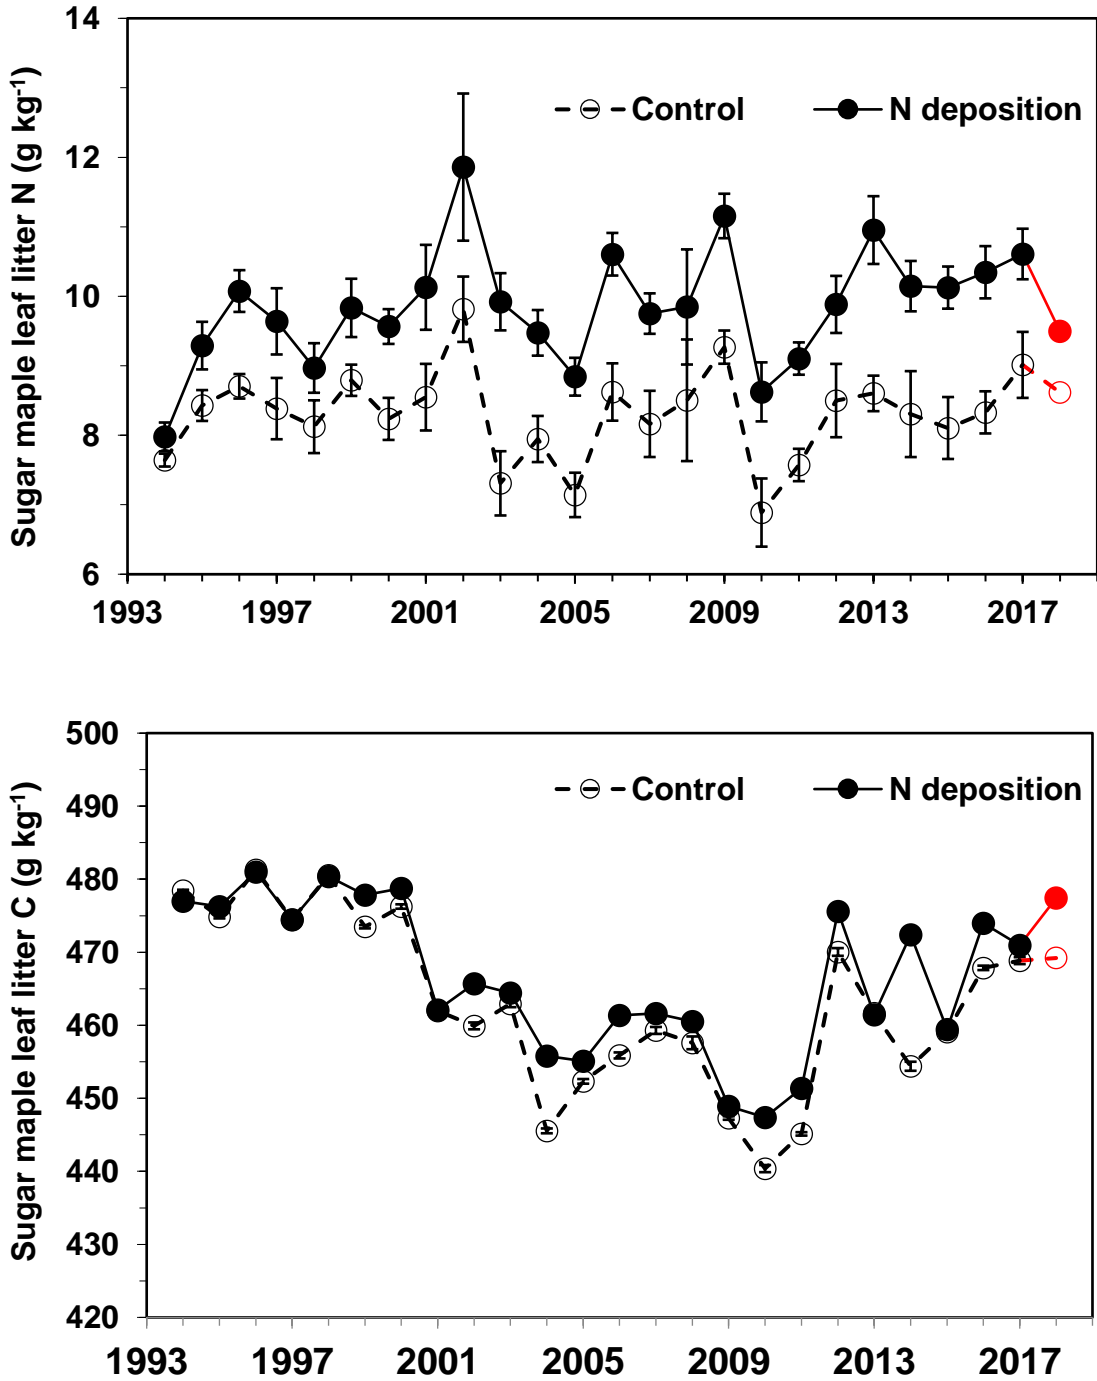 14
12
10
8
6
Sugar maple leaf litter N (g kg⁻¹)
Control
N deposition
1993 1997 2001 2005 2009 2013 2017
500
490
480
470
460
450
440
430
420
Sugar maple leaf litter C (g kg⁻¹)
Control
N deposition
1993 1997 2001 2005 2009 2013 2017